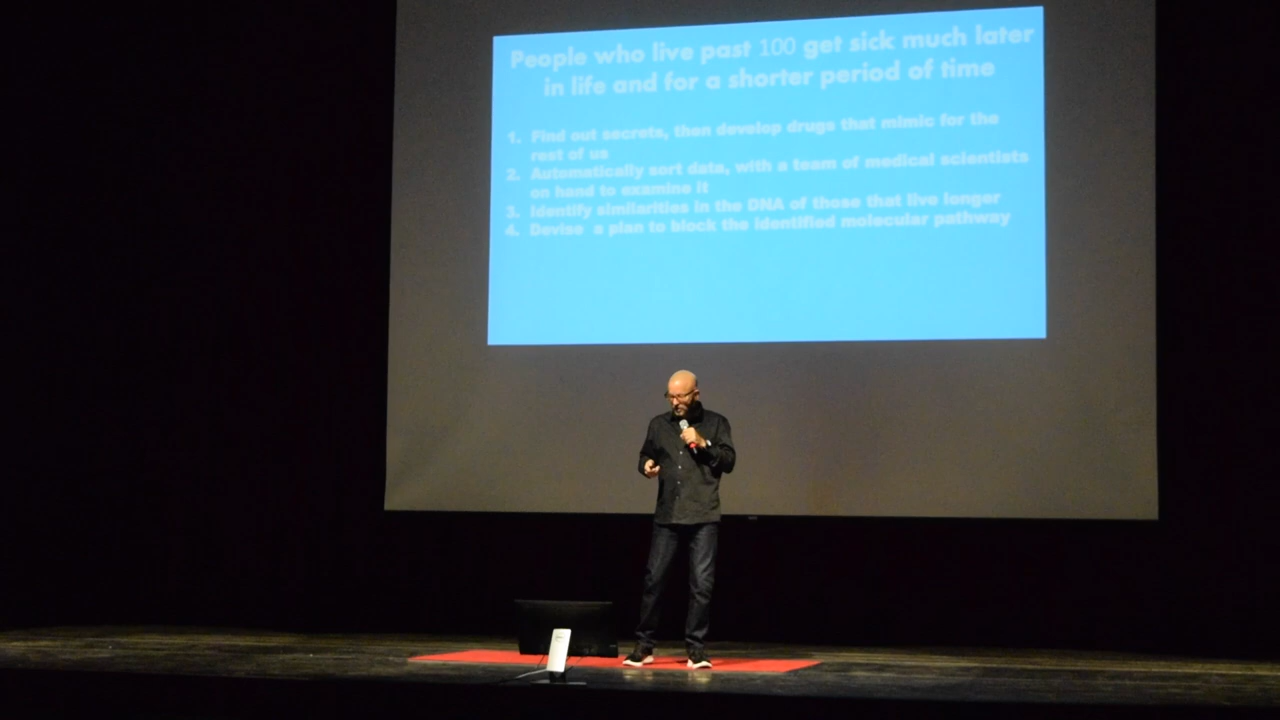 People who live past 100 get sick much later
in life and for a shorter period of time
1. Find out secrets, then develop drugs that mimic for the
rest of us
2. Automatically sort data, with a team of medical scientists
on hand to examine it
3. Identify similarities in the DNA of those that live longer
4. Devise a plan to block the identified molecular pathway